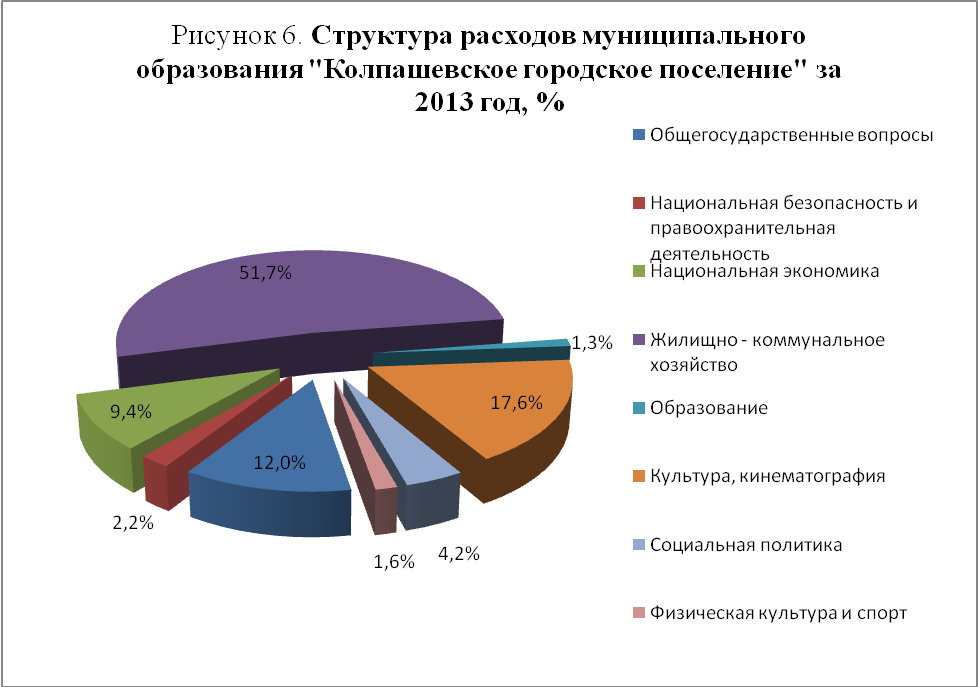 Рисунок 6. Структура расходов муниципального
образования "Колпашевское городское поселение" за
2013 год, %
Общегосударственные вопросы
Национальная безопасность и
правоохранительная
деятельность
Национальная экономика
Жилищно - коммунальное
хозяйство
Образование
Культура, кинематография
Социальная политика
Физическая культура и спорт
51,7%
1,3%
9,4%
17,6%
12,0%
2,2%
1,6%
4,2%